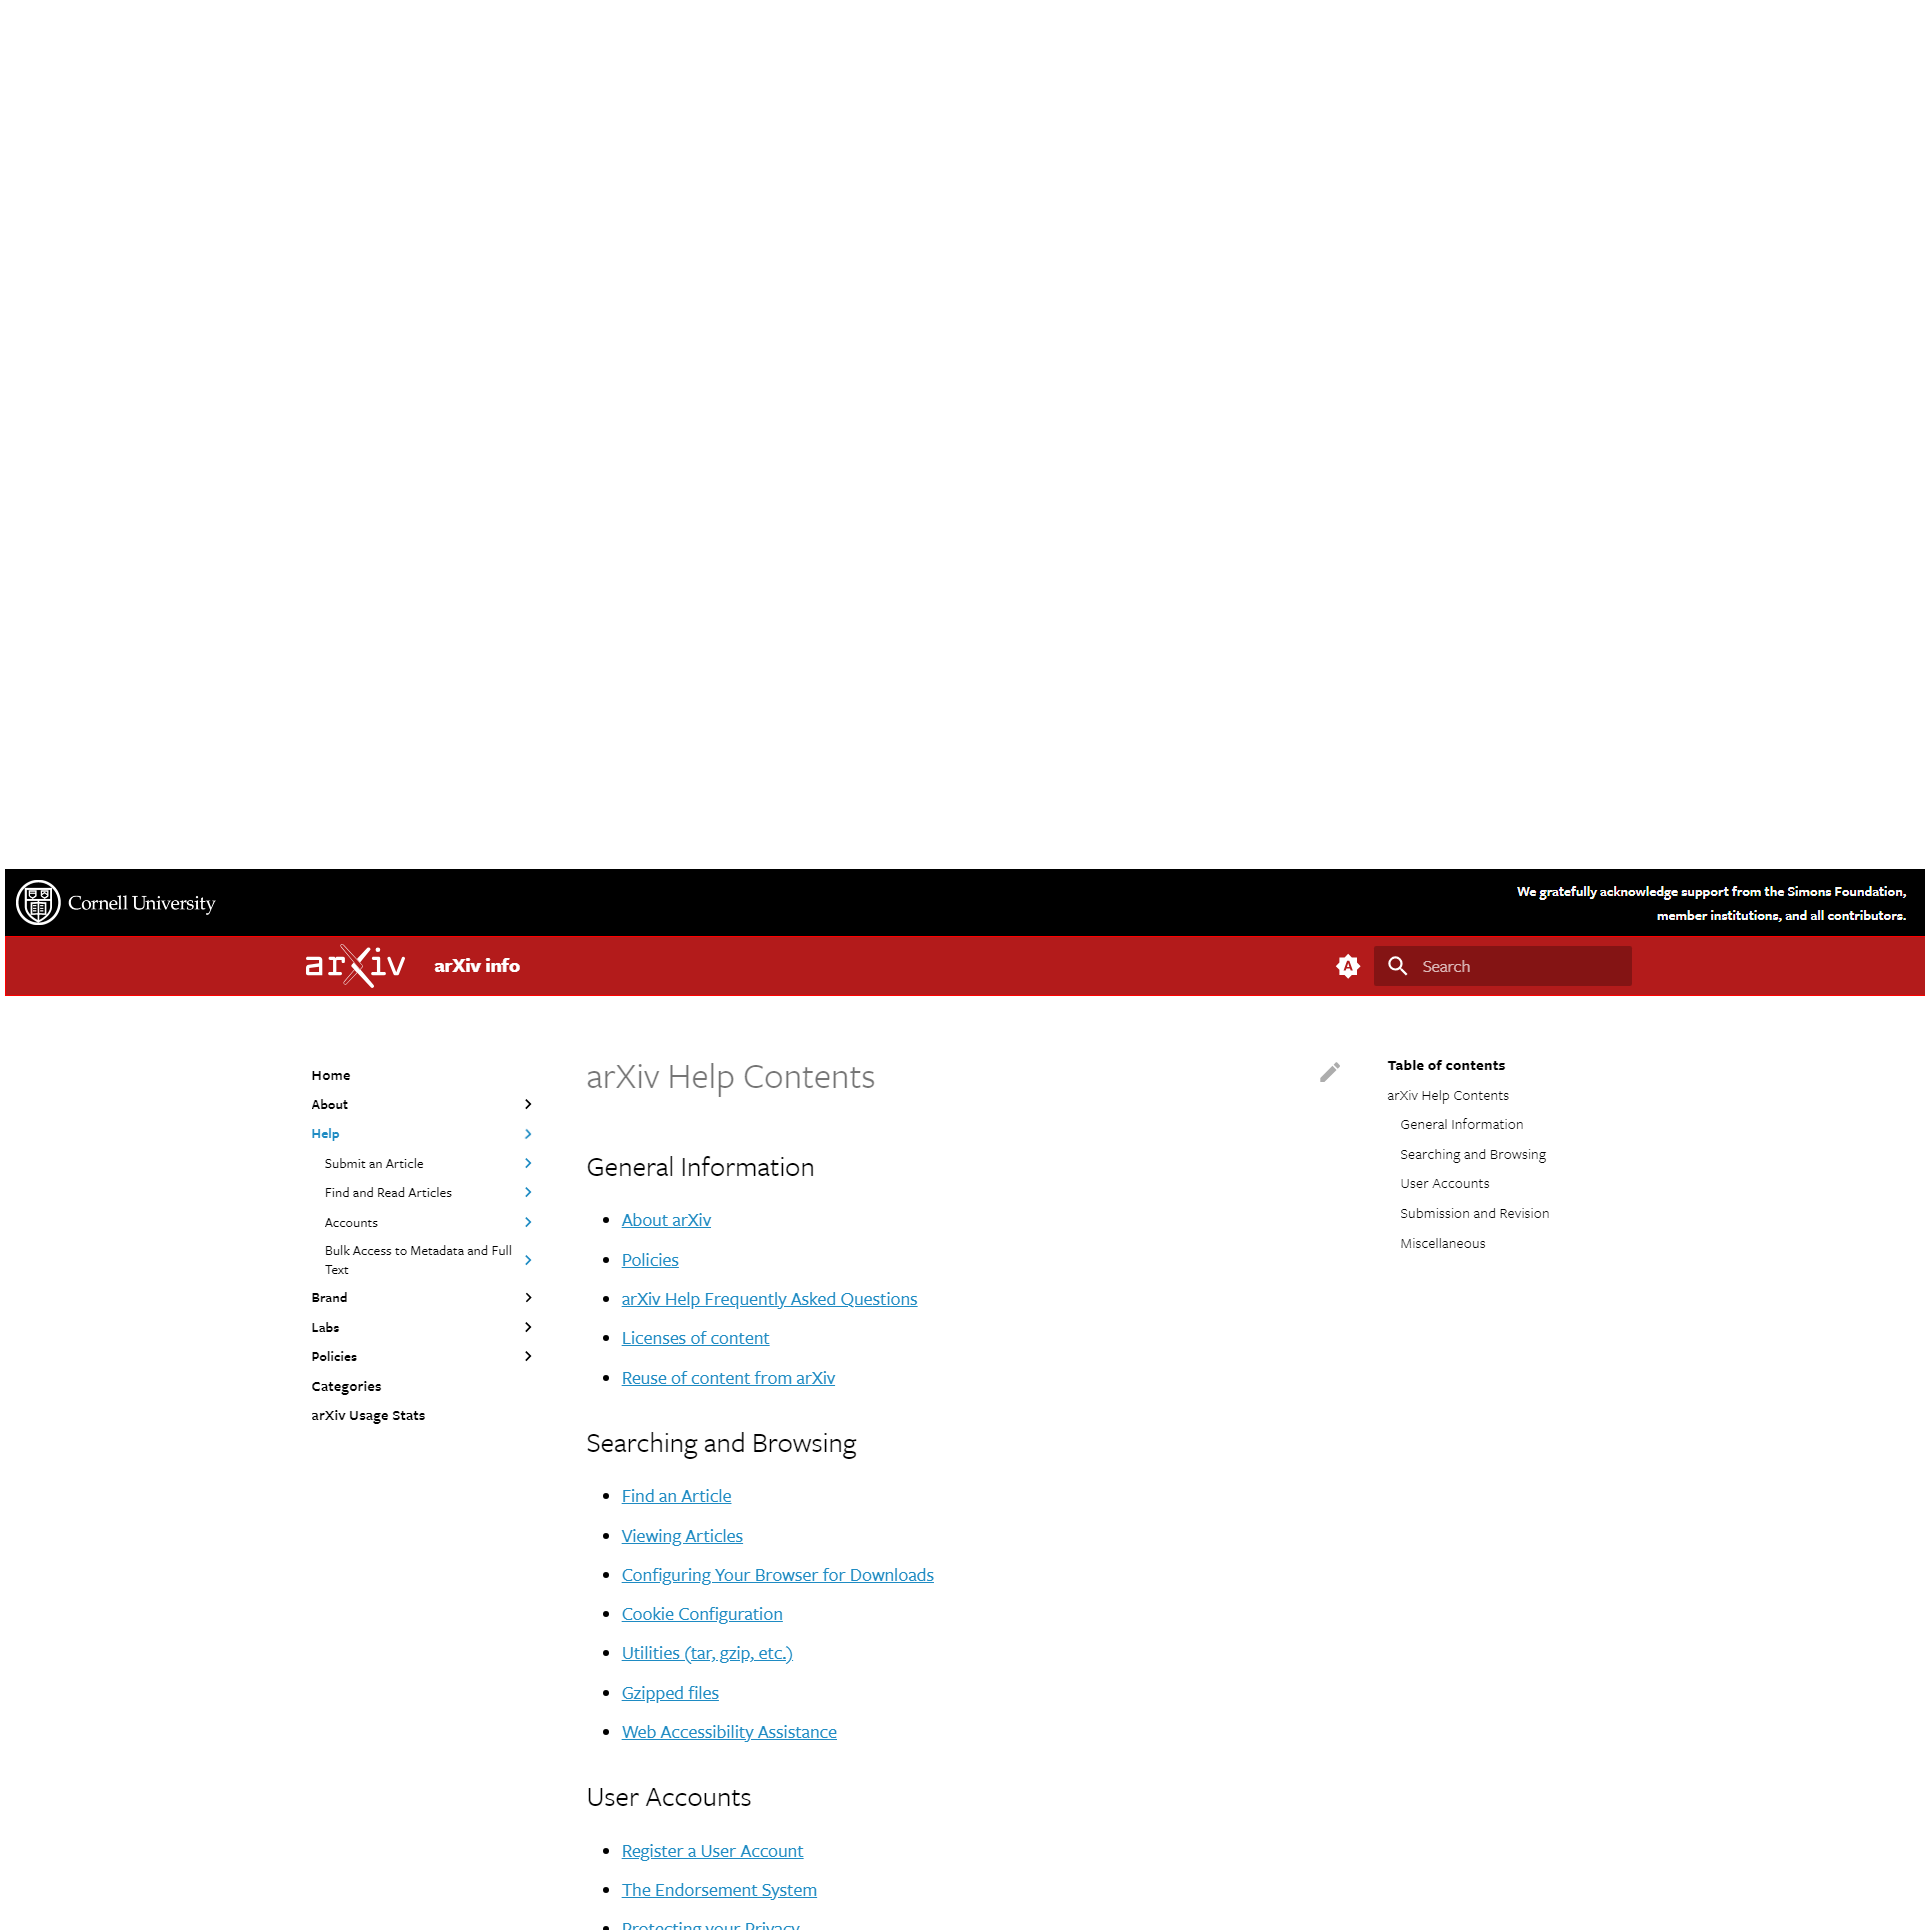 Cornell University
We gratefully acknowledge support from the Simons Foundation,
member institutions, and all contributors.
arXiv
arXiv info
A
Search
Home
About
Help
Submit an Article
Find and Read Articles
Accounts
Bulk Access to Metadata and Full
Text
Brand
Labs
Policies
Categories
arXiv Usage Stats
arXiv Help Contents
General Information
About arXiv
Policies
arXiv Help Frequently Asked Questions
Licenses of content
Reuse of content from arXiv
Searching and Browsing
Find an Article
Viewing Articles
Configuring Your Browser for Downloads
Cookie Configuration
Utilities (tar, gzip, etc.)
Gzipped files
Web Accessibility Assistance
User Accounts
Register a User Account
The Endorsement System
Protecting your Privacy
Table of contents
arXiv Help Contents
General Information
Searching and Browsing
User Accounts
Submission and Revision
Miscellaneous